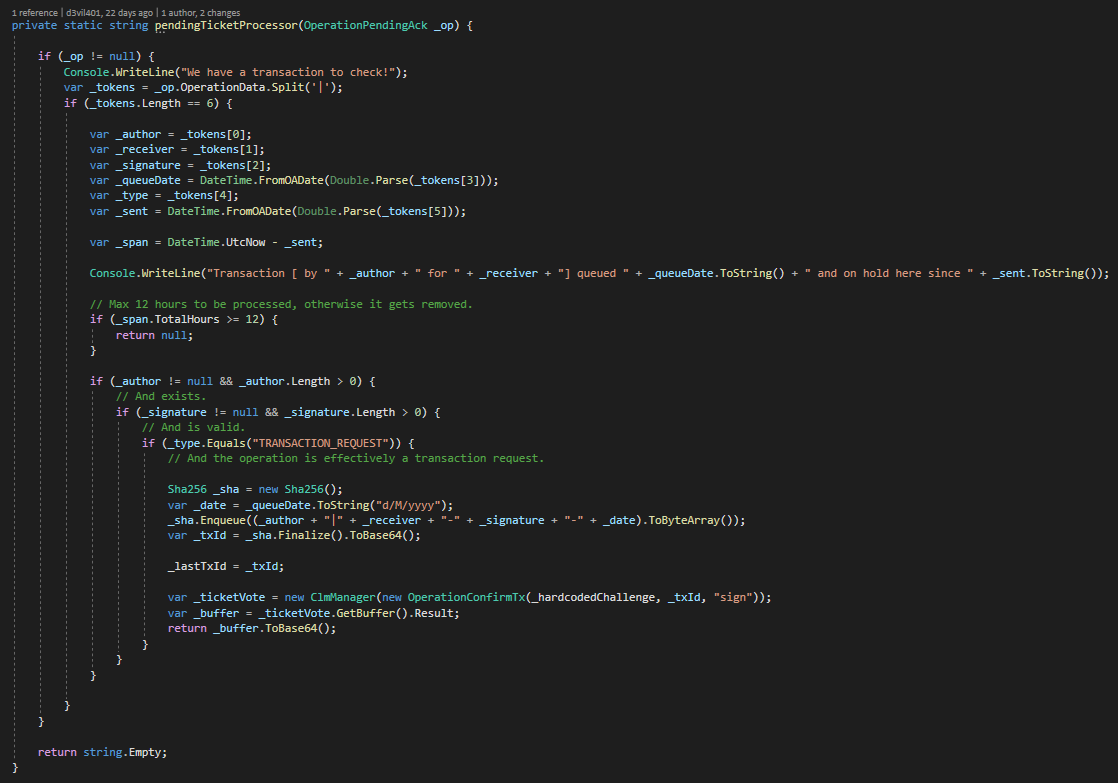 1 reference | d3vil401, 22 days ago | 1 author, 2 changes
private static string pendingTicketProcessor(OperationPendingAck _op) {
if (_op != null) {
Console.WriteLine("We have a transaction to check!");
var _tokens = _op.OperationData.Split('|');
if (_tokens.Length == 6) {
var _author = _tokens[0];
var _receiver = _tokens[1];
var _signature = _tokens[2];
var _queueDate = DateTime.FromOADate(Double.Parse(_tokens[3]));
var _type = _tokens[4];
var _sent = DateTime.FromOADate(Double.Parse(_tokens[5]));
var _span = DateTime.UtcNow - _sent;
Console.WriteLine("Transaction [ by " + _author + " for " + _receiver + "] queued " + _queueDate.ToString() + " and on hold here since " + _sent.ToString());
// Max 12 hours to be processed, otherwise it gets removed.
if (_span.TotalHours >= 12) {
return null;
}
if (_author != null && _author.Length > 0) {
// And exists.
if (_signature != null && _signature.Length > 0) {
// And is valid.
if (_type.Equals("TRANSACTION_REQUEST")) {
// And the operation is effectively a transaction request.
Sha256 _sha = new Sha256();
var _date = _queueDate.ToString("d/M/yyyy");
_sha.Enqueue((_author + "|" + _receiver + "-" + _signature + "-" + _date).ToByteArray());
var _txId = _sha.Finalize().ToBase64();
_lastTxId = _txId;
var _ticketVote = new ClmManager(new OperationConfirmTx(_hardcodedChallenge, _txId, "sign"));
var _buffer = _ticketVote.GetBuffer().Result;
return _buffer.ToBase64();
}
}
}
}
}
return string.Empty;
}